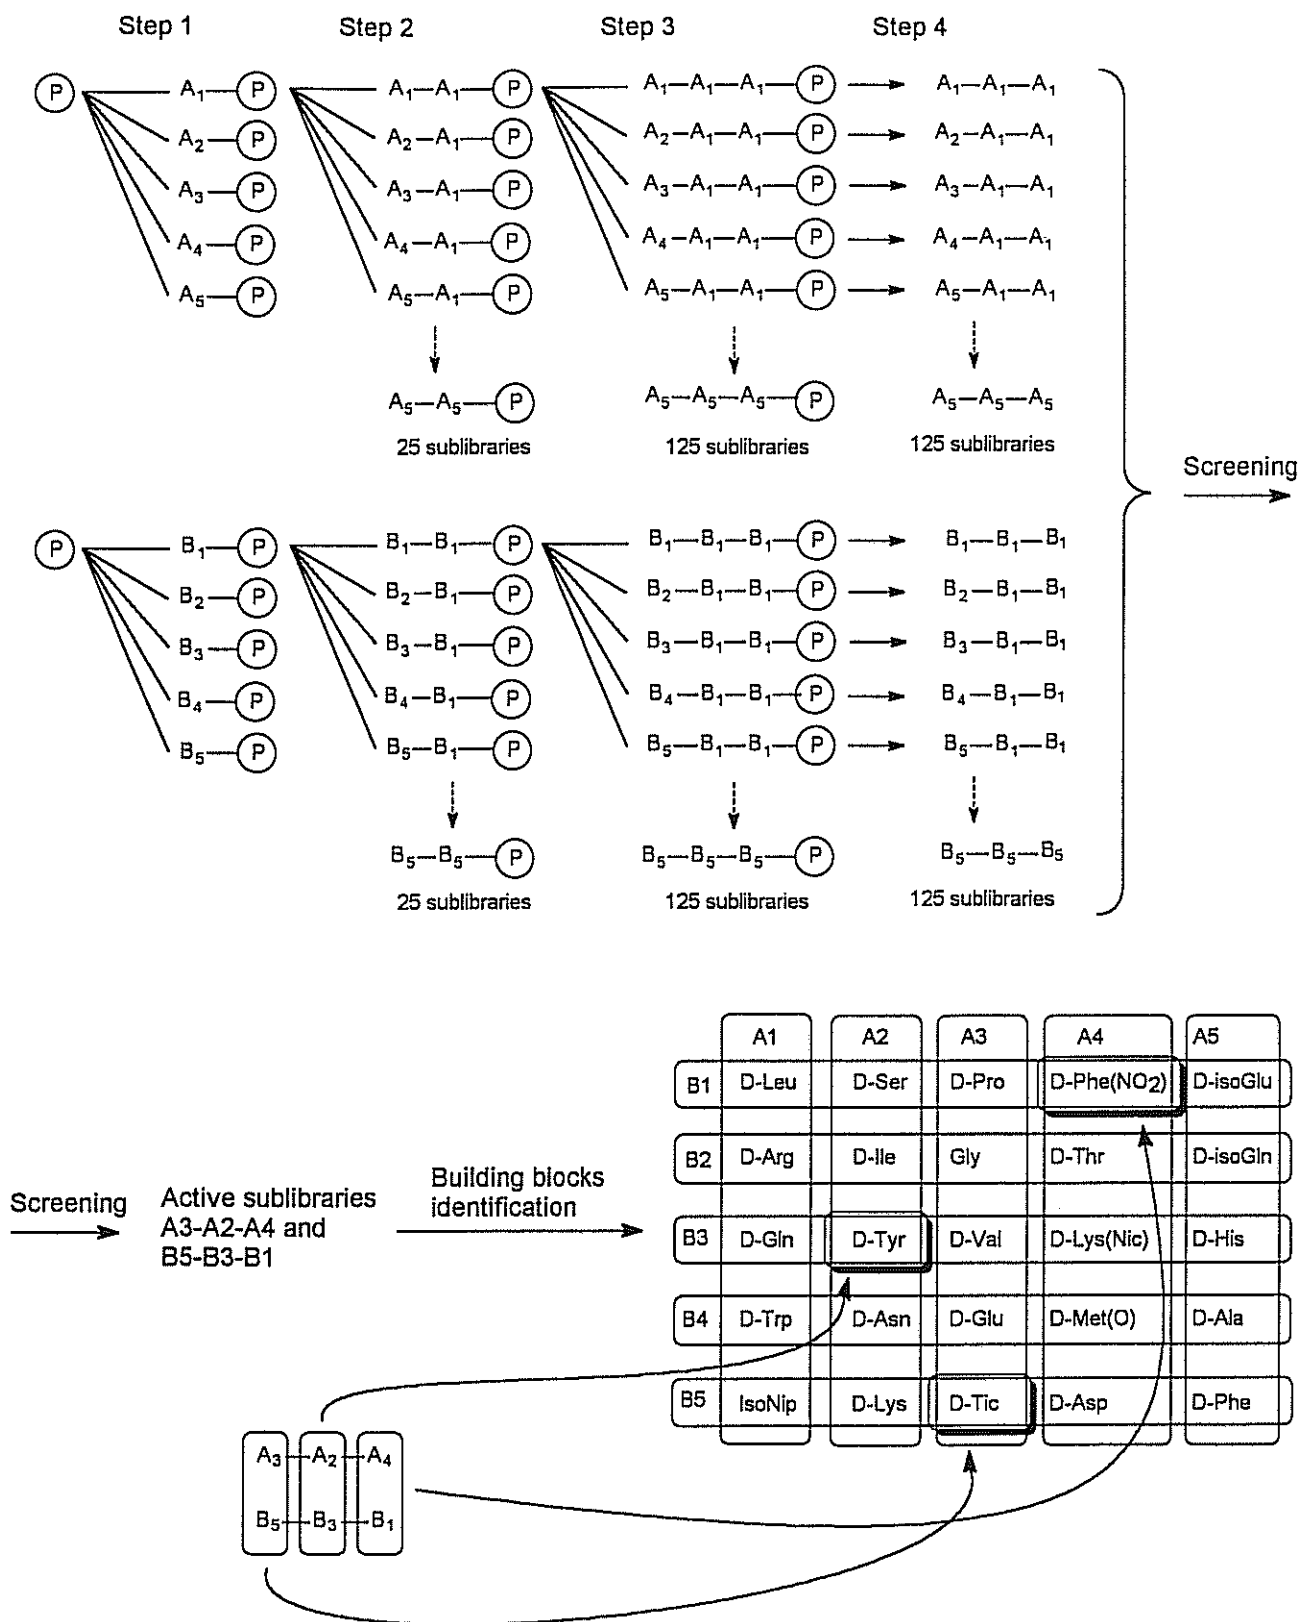 Step 1 Step 2 Step 3 Step 4
P A₁—P A₁—A₁—P A₁—A₁—A₁—P A₁—A₁—A₁
A₂—P A₂—A₁—P A₂—A₁—A₁—P A₂—A₁—A₁
A₃—P A₃—A₁—P A₃—A₁—A₁—P A₃—A₁—A₁
A₄—P A₄—A₁—P A₄—A₁—A₁—P A₄—A₁—A₁
A₅—P A₅—A₁—P A₅—A₁—A₁—P A₅—A₁—A₁
A₅—A₅—P A₅—A₅—A₅—P A₅—A₅—A₅
25 sublibraries 125 sublibraries 125 sublibraries
Screening
P B₁—P B₁—B₁—P B₁—B₁—B₁—P B₁—B₁—B₁
B₂—P B₂—B₁—P B₂—B₁—B₁—P B₂—B₁—B₁
B₃—P B₃—B₁—P B₃—B₁—B₁—P B₃—B₁—B₁
B₄—P B₄—B₁—P B₄—B₁—B₁—P B₄—B₁—B₁
B₅—P B₅—B₁—P B₅—B₁—B₁—P B₅—B₁—B₁
B₅—B₅—P B₅—B₅—B₅—P B₅—B₅—B₅
25 sublibraries 125 sublibraries 125 sublibraries
Screening
Active sublibraries
A3-A2-A4 and
B5-B3-B1
Building blocks
identification
A1 A2 A3 A4 A5
B1 D-Leu D-Ser D-Pro D-Phe(NO₂) D-isoGlu
B2 D-Arg D-Ile Gly D-Thr D-isoGln
B3 D-Gln D-Tyr D-Val D-Lys(Nic) D-His
B4 D-Trp D-Asn D-Glu D-Met(O) D-Ala
B5 IsoNip D-Lys D-Tic D-Asp D-Phe
A₃—A₂—A₄
B₅—B₃—B₁